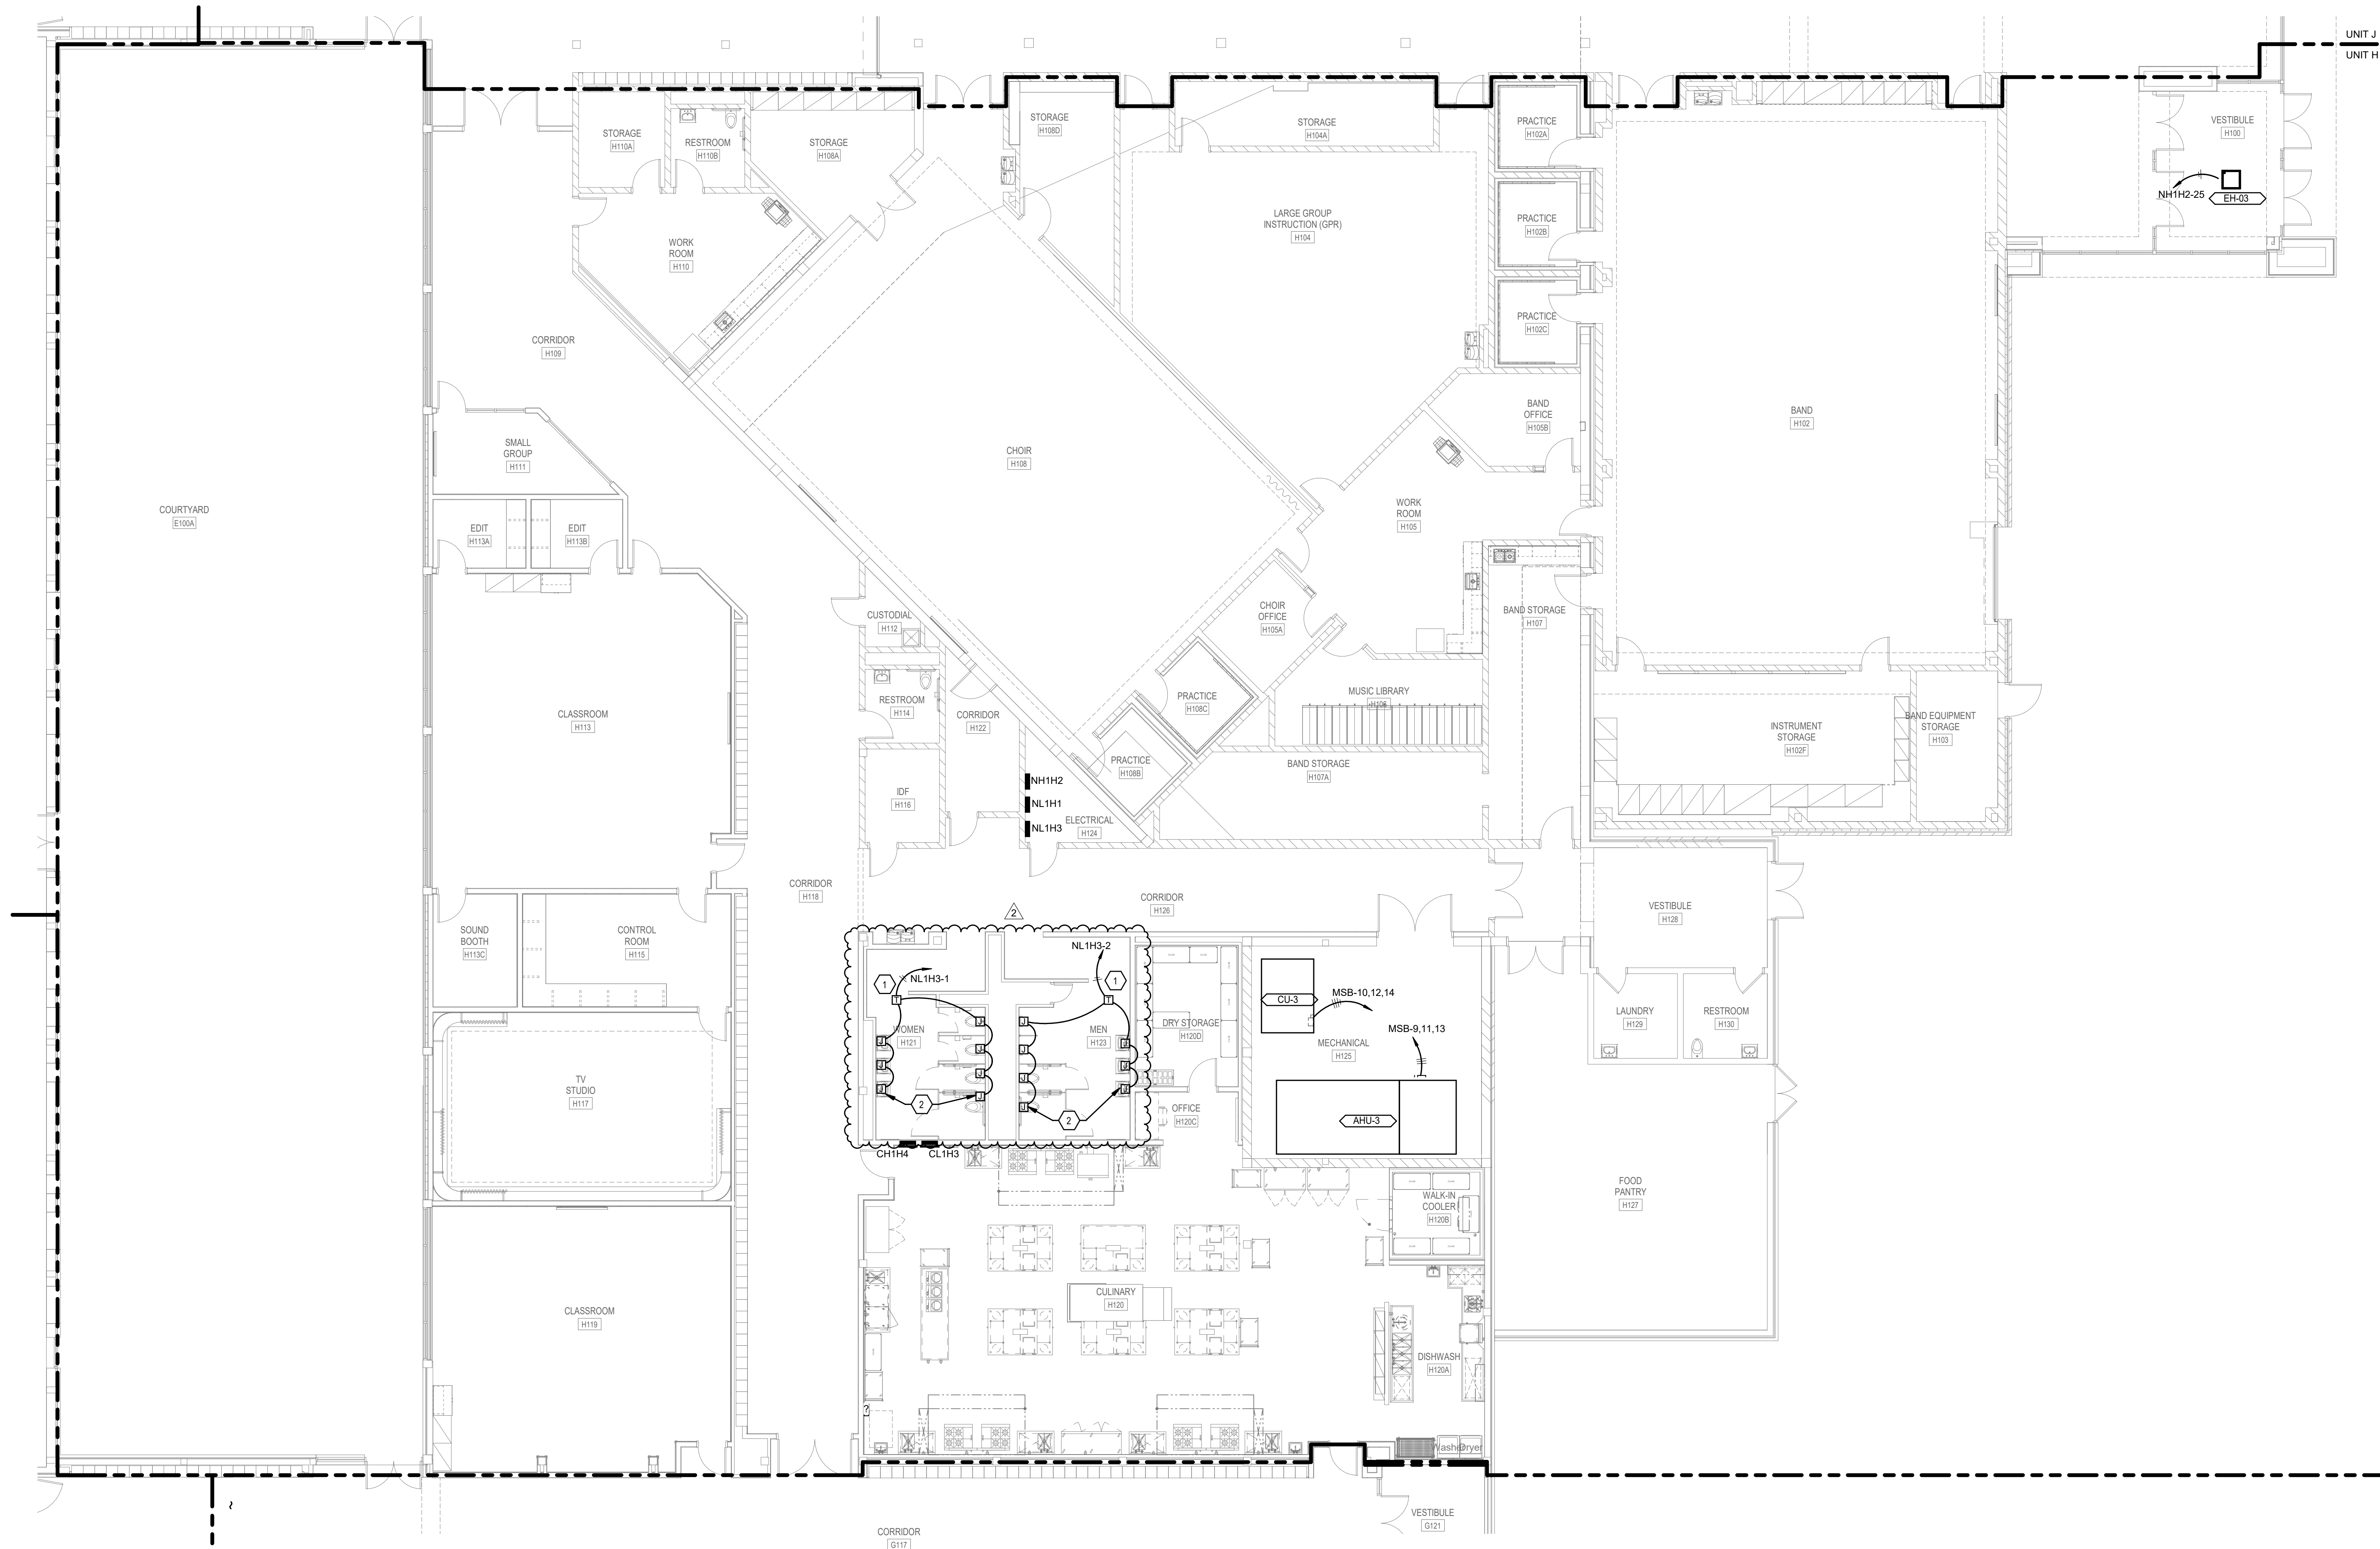 UNIT J
UNIT H
STORAGE
H110A
RESTROOM
H110B
STORAGE
H108A
STORAGE
H108D
STORAGE
H104A
PRACTICE
H102A
VESTIBULE
H100
NH1H2-25
EH-03
WORK
ROOM
H110
LARGE GROUP
INSTRUCTION (GPR)
H104
PRACTICE
H102B
PRACTICE
H102C
CORRIDOR
H109
SMALL
GROUP
H111
CHOIR
H108
BAND
OFFICE
H105B
BAND
H102
COURTYARD
E100A
EDIT
H113A
EDIT
H113B
WORK
ROOM
H105
CUSTODIAL
H112
CHOIR
OFFICE
H105A
BAND STORAGE
H107
CLASSROOM
H113
RESTROOM
H114
CORRIDOR
H122
PRACTICE
H108C
MUSIC LIBRARY
H106
INSTRUMENT
STORAGE
H102F
BAND EQUIPMENT
STORAGE
H103
PRACTICE
H108B
BAND STORAGE
H107A
NH1H2
NL1H1
NL1H3
IDF
H116
ELECTRICAL
H124
CORRIDOR
H118
CORRIDOR
H126
VESTIBULE
H128
2
SOUND
BOOTH
H113C
CONTROL
ROOM
H115
NL1H3-1
NL1H3-2
1
1
T
T
CU-3
MSB-10,12,14
MSB-9,11,13
WOMEN
H121
MEN
H123
DRY STORAGE
H120D
MECHANICAL
H125
LAUNDRY
H129
RESTROOM
H130
J
J
J
J
J
J
J
J
J
J
J
J
J
J
2
2
TV
STUDIO
H117
OFFICE
H120C
AHU-3
CH1H4
CL1H3
WALK-IN
COOLER
H120B
FOOD
PANTRY
H127
CLASSROOM
H119
CULINARY
H120
DISHWASH
H120A
?
Washer
Dryer
~
CORRIDOR
G117
VESTIBULE
G121